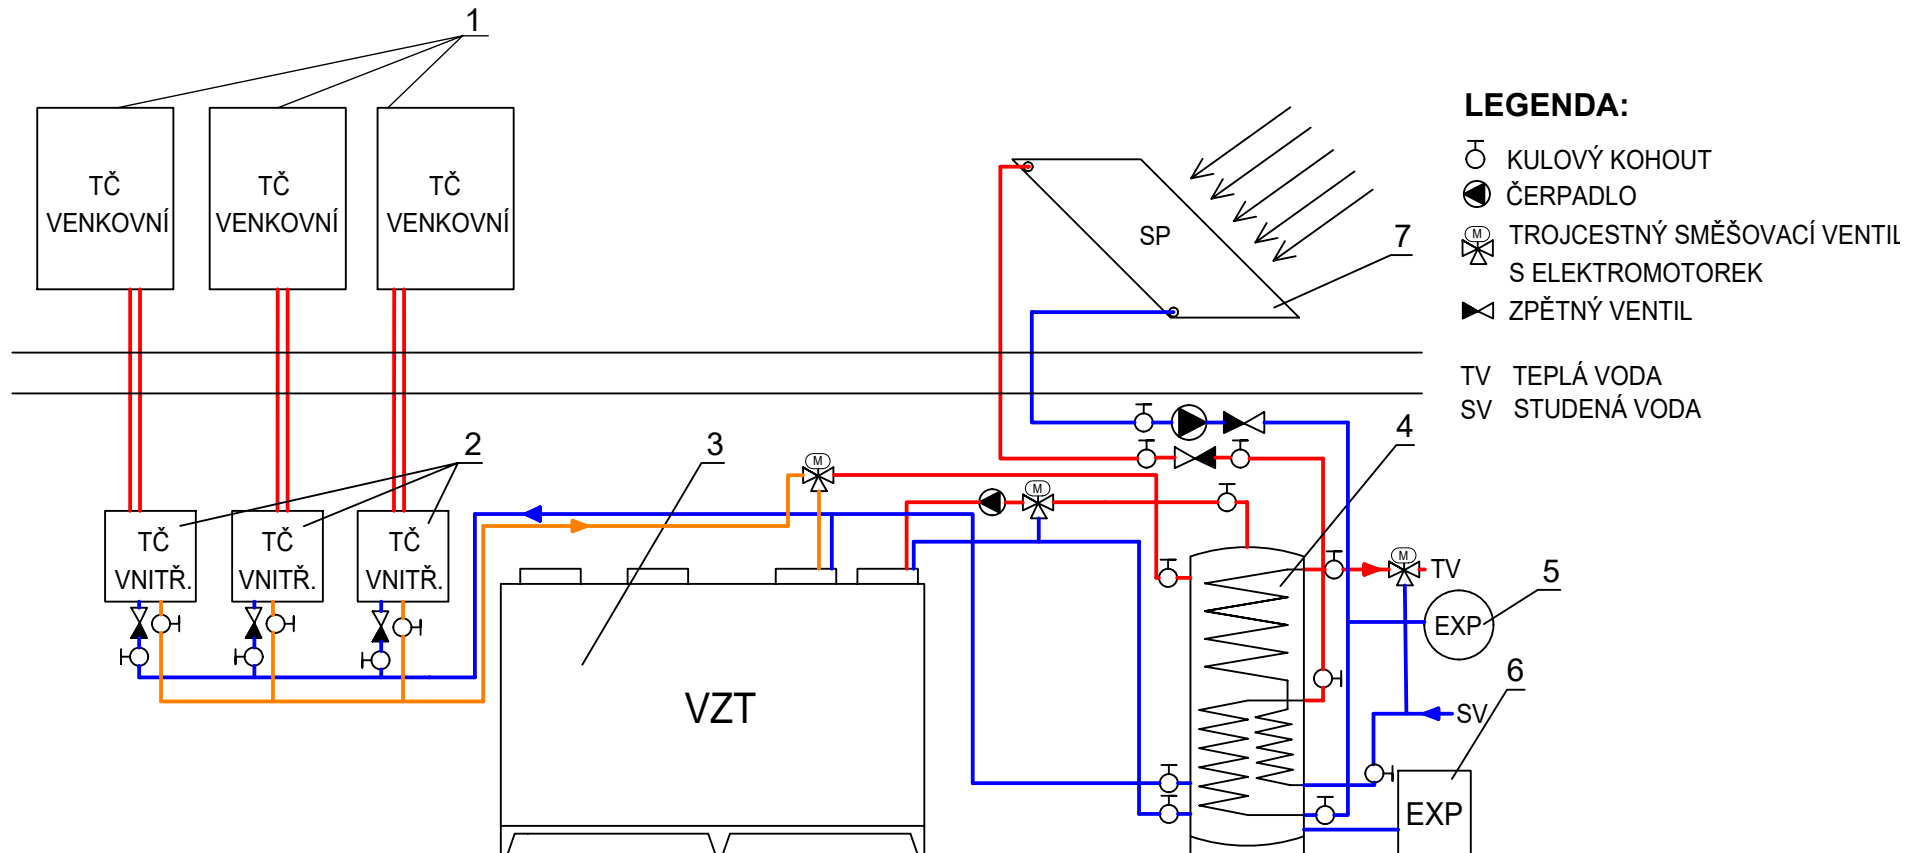 1
TČ
VENKOVNÍ
TČ
VENKOVNÍ
TČ
VENKOVNÍ
SP
7
LEGENDA:
KULOVÝ KOHOUT
ČERPADLO
M
TROJCESTNÝ SMĚŠOVACÍ VENTIL
S ELEKTROMOTOREK
ZPĚTNÝ VENTIL
TV TEPLÁ VODA
SV STUDENÁ VODA
2
3
4
M
M
M
TČ
VNITŘ.
TČ
VNITŘ.
TČ
VNITŘ.
TV
5
EXP
VZT
6
SV
EXP